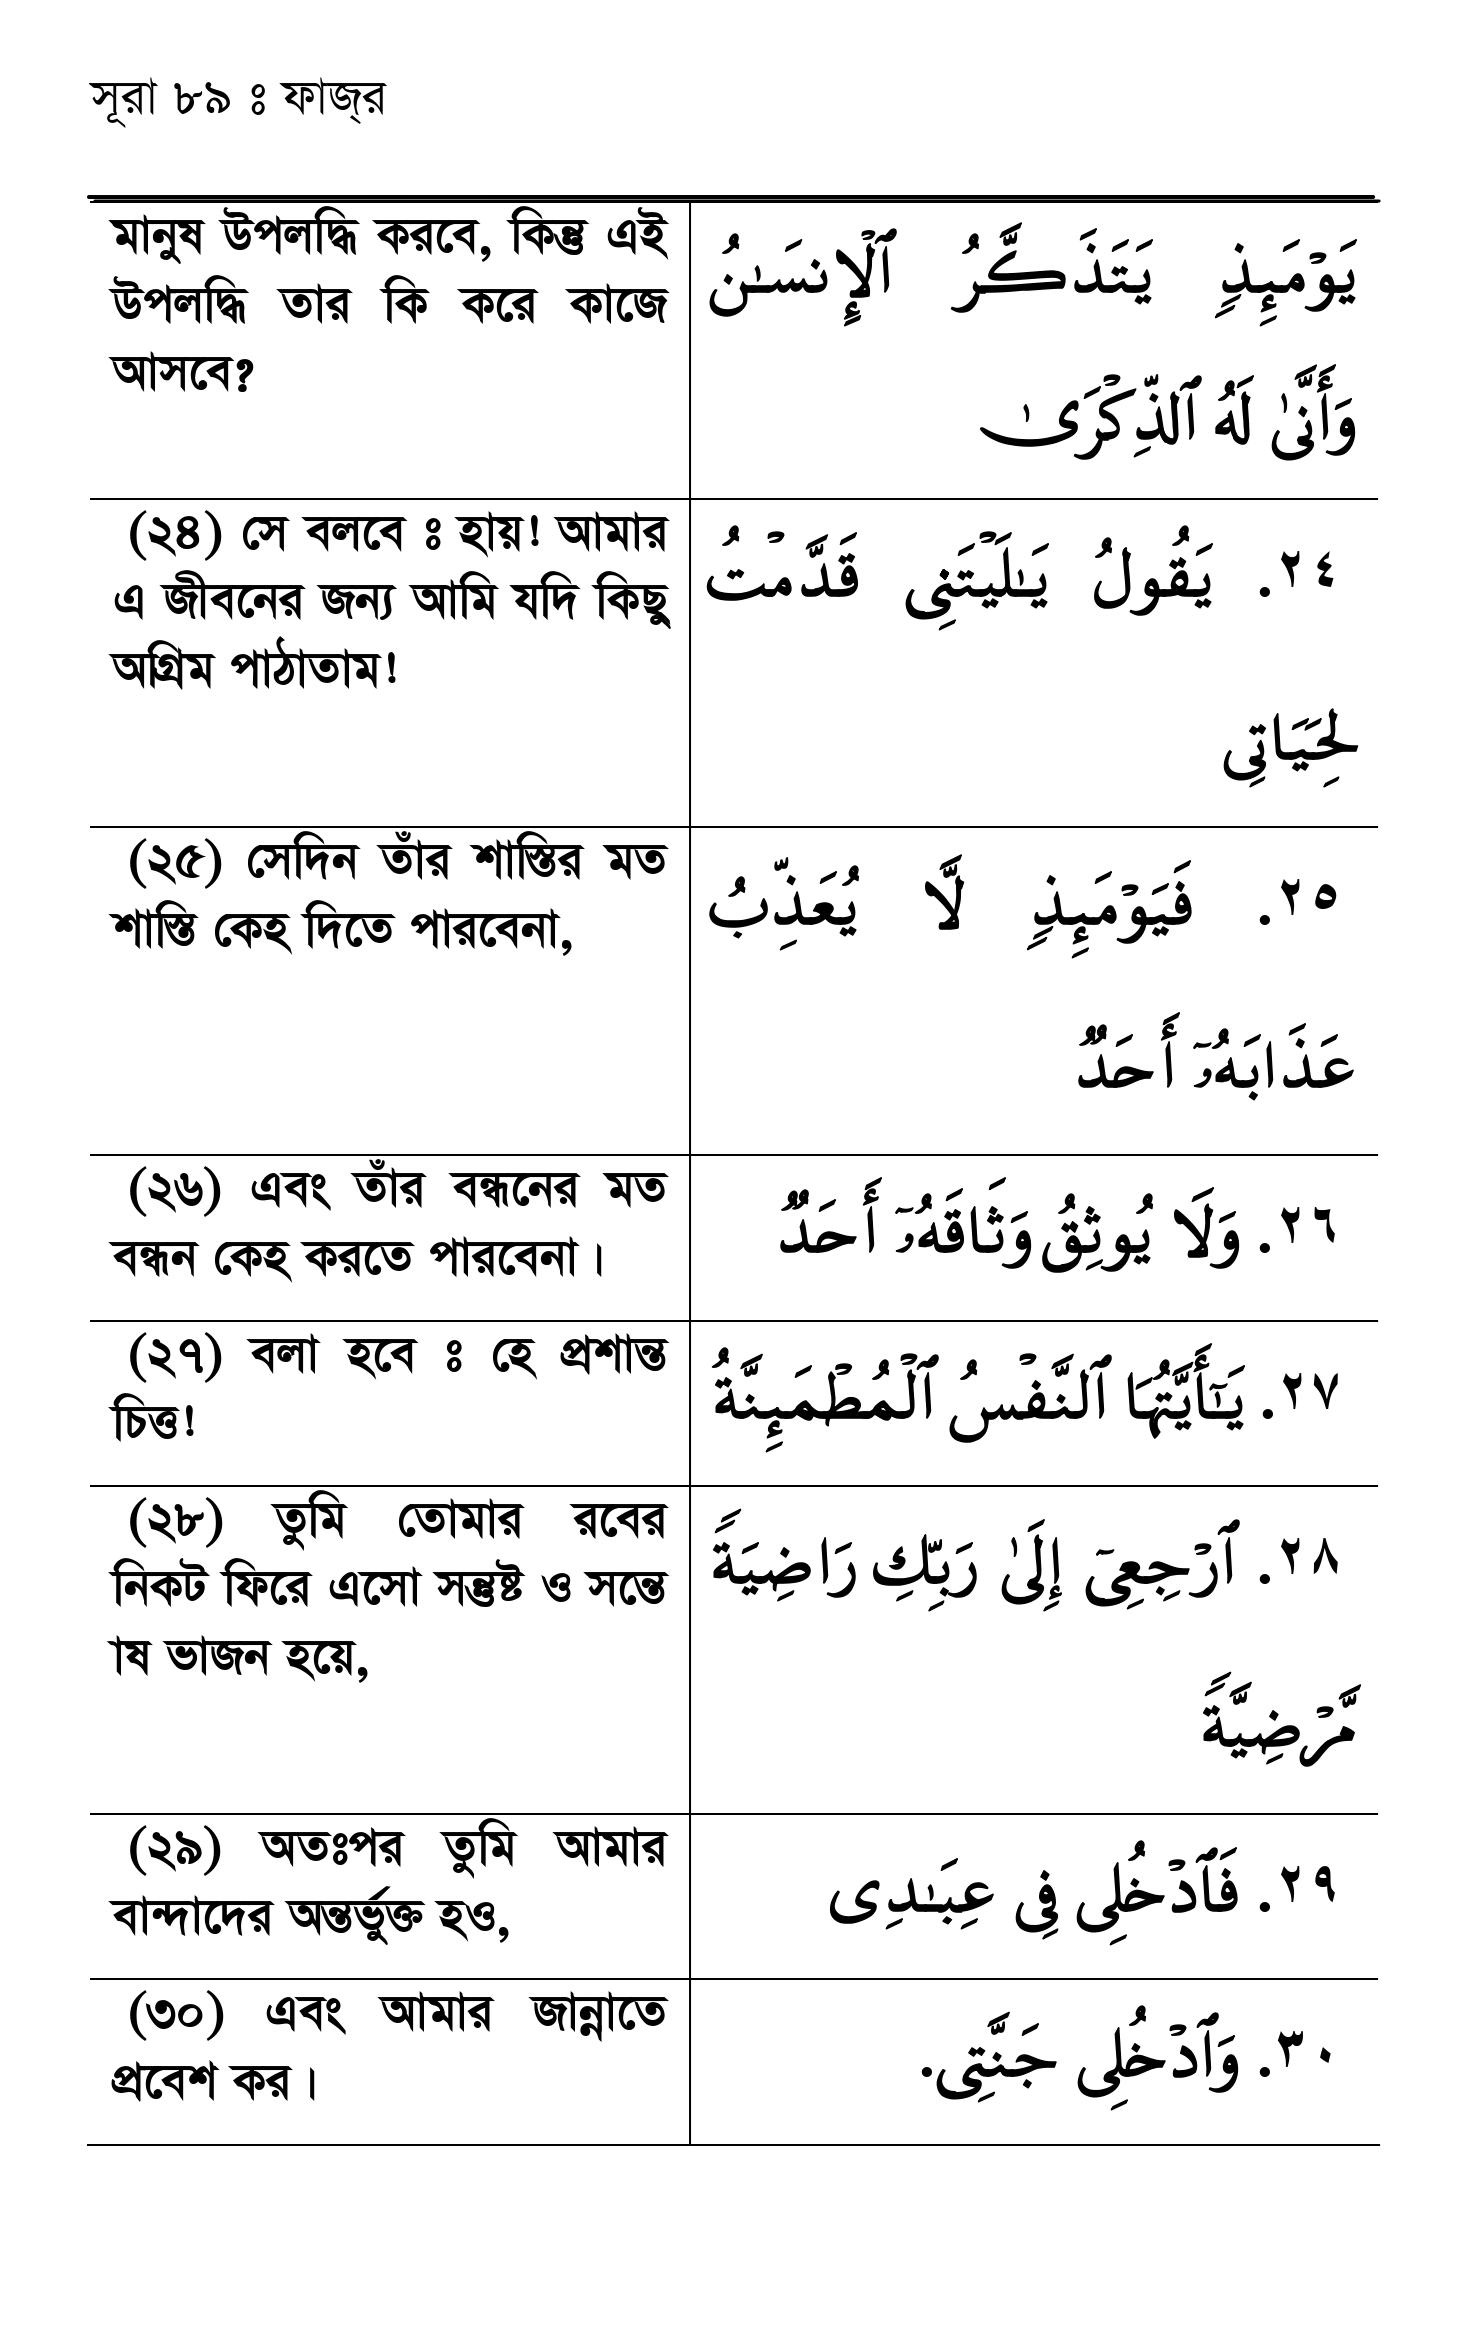 সূরা ৮৯ ঃ ফাজ্‌র
মানুষ উপলদ্ধি করবে, কিন্তু এই
উপলদ্ধি তার কি করে কাজে
আসবে?
يَوْمَئِذٍ يَتَذَكَّرُ ٱلْإِنسَـٰنُ
وَأَنَّىٰ لَهُ ٱلذِّكْرَىٰ
(২৪) সে বলবে ঃ হায়! আমার
এ জীবনের জন্য আমি যদি কিছু
অগ্রিম পাঠাতাম!
٢٤. يَقُولُ يَـٰلَيْتَنِى قَدَّمْتُ
لِحَيَاتِى
(২৫) সেদিন তাঁর শাস্তির মত
শাস্তি কেহ দিতে পারবেনা,
٢٥. فَيَوْمَئِذٍ لَّا يُعَذِّبُ
عَذَابَهُۥٓ أَحَدٌ
(২৬) এবং তাঁর বন্ধনের মত
বন্ধন কেহ করতে পারবেনা।
٢٦. وَلَا يُوثِقُ وَثَاقَهُۥٓ أَحَدٌ
(২৭) বলা হবে ঃ হে প্রশান্ত
চিত্ত!
٢٧. يَـٰٓأَيَّتُهَا ٱلنَّفْسُ ٱلْمُطْمَئِنَّةُ
(২৮) তুমি তোমার রবের
নিকট ফিরে এসো সন্তুষ্ট ও সন্তে
াষ ভাজন হয়ে,
٢٨. ٱرْجِعِىٓ إِلَىٰ رَبِّكِ رَاضِيَةً
مَّرْضِيَّةً
(২৯) অতঃপর তুমি আমার
বান্দাদের অন্তর্ভুক্ত হও,
٢٩. فَٱدْخُلِى فِى عِبَـٰدِى
(৩০) এবং আমার জান্নাতে
প্রবেশ কর।
٣٠. وَٱدْخُلِى جَنَّتِى.